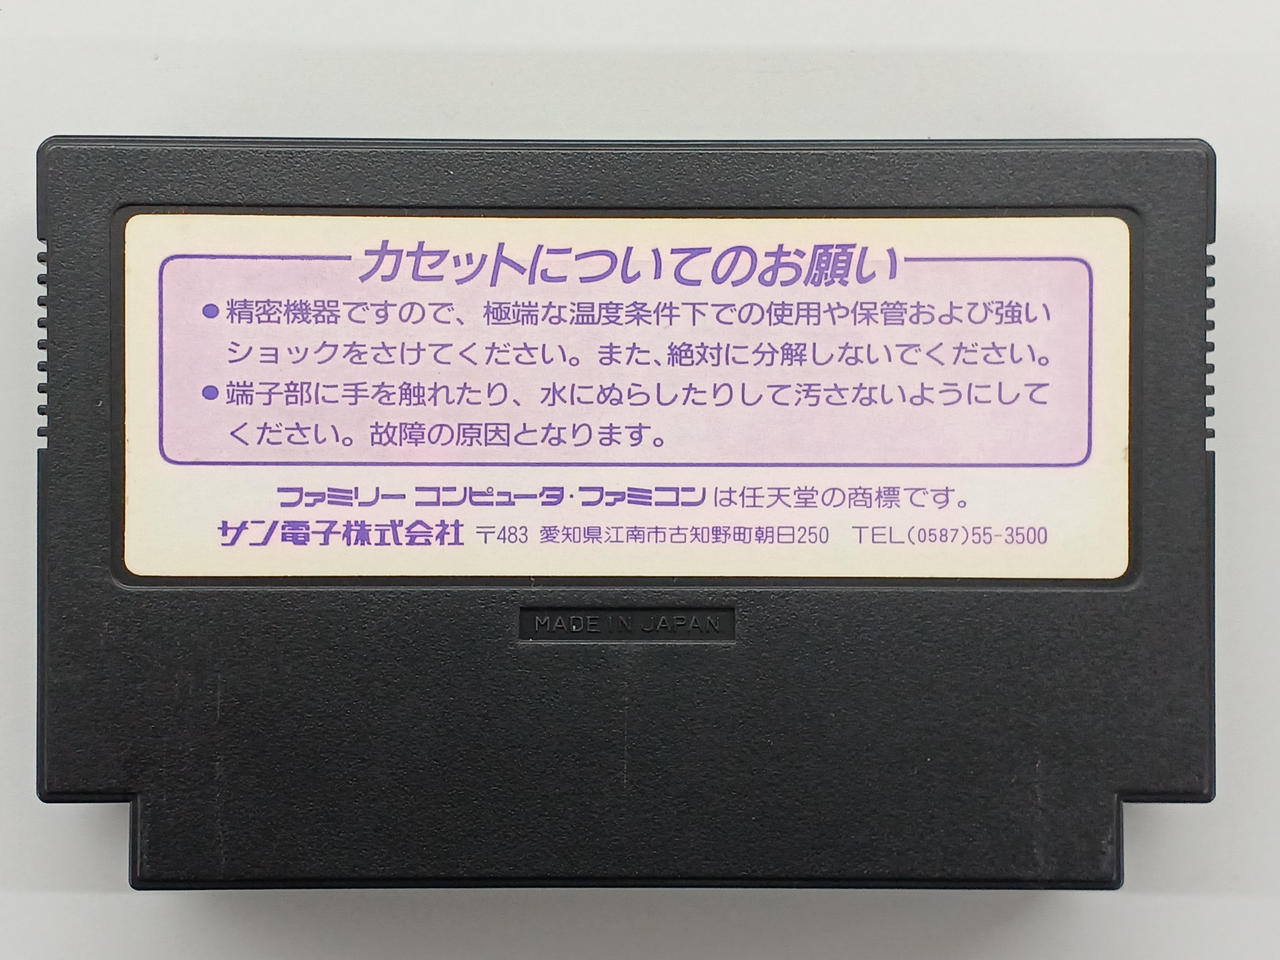 カセットについてのお願い
●精密機器ですので、極端な温度条件下での使用や保管および強い
ショックをさけてください。また、絶対に分解しないでください。
●端子部に手を触れたり、水にぬらしたりして汚さないようにして
ください。故障の原因となります。
ファミリー コンピュータ・ファミコンは任天堂の商標です。
サン電子株式会社 〒483 愛知県江南市古知野町朝日250 TEL(0587)55-3500
MADE IN JAPAN